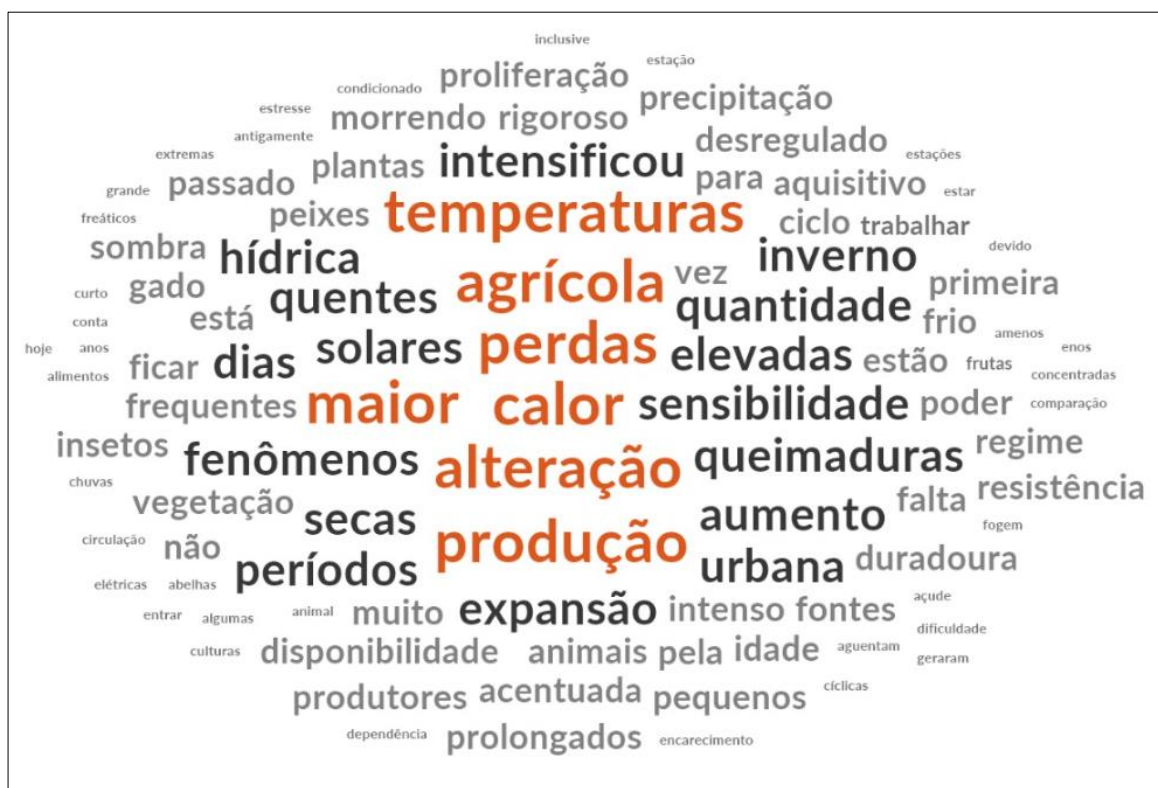 inclusive
estação
proliferação
condicionado
precipitação
estresse
morrendo rigoroso
antigamente
desregulado
extremas
plantas intensificou
estações
grande
passado
para aquisitivo
estar
freáticos
peixes temperaturas
ciclo trabalhar
sombra hídrica
inverno
devido
agrícola vez
curto
gado quentes
quantidade primeira
conta
está
frio
amenos
hoje anos
solares perdas elevadas
enos
alimentos
ficar dias
estão frutas
concentradas
frequentes maior calor sensibilidade poder comparação
insetos fenômenos alteração queimaduras regime
chuvas
vegetação
falta resistência
secas
aumento
fogem
circulação
não
produção
elétricas abelhas
períodos
urbana duradoura
entrar algumas animal muito expansão intenso fontes açude
dificuldade
culturas disponibilidade animais pela idade aguentam
geraram
produtores acentuada pequenos cíclicas
dependência prolongados encarecimento